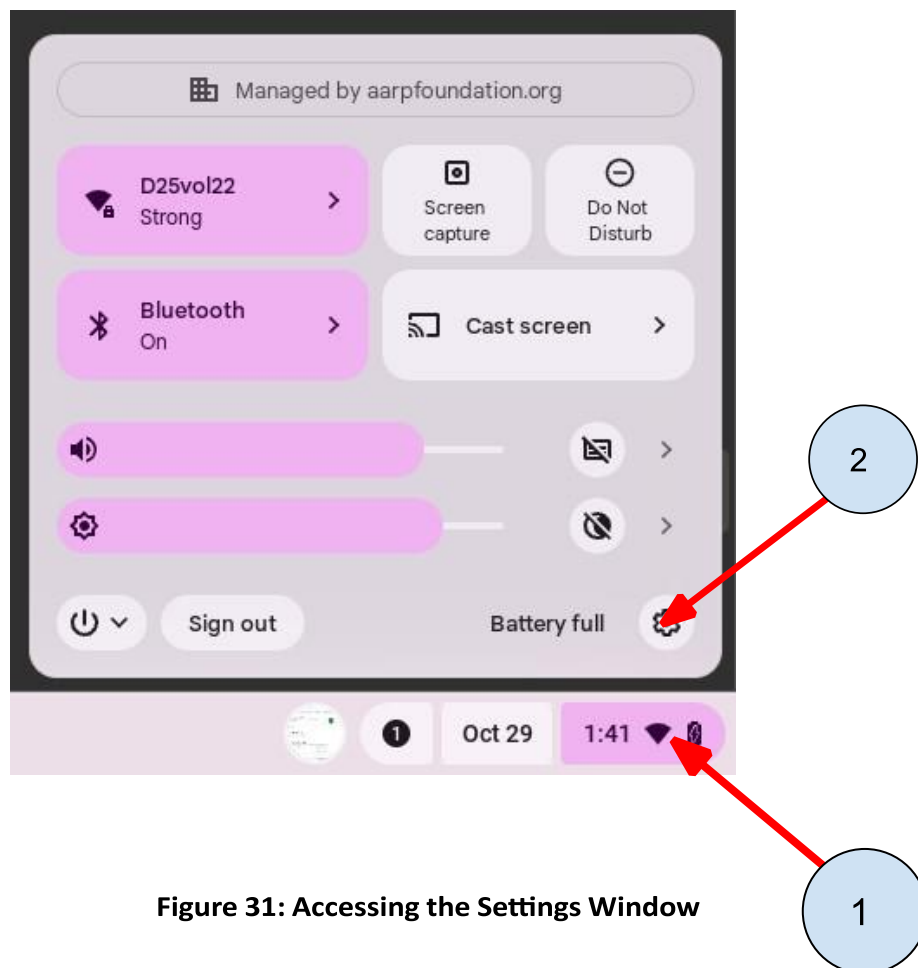 Managed by aarpfoundation.org
D25vol22
Strong
Screen
capture
Do Not
Disturb
Bluetooth
On
Cast screen
2
Sign out
Battery full
1
Oct 29
1:41
Figure 31: Accessing the Settings Window
1